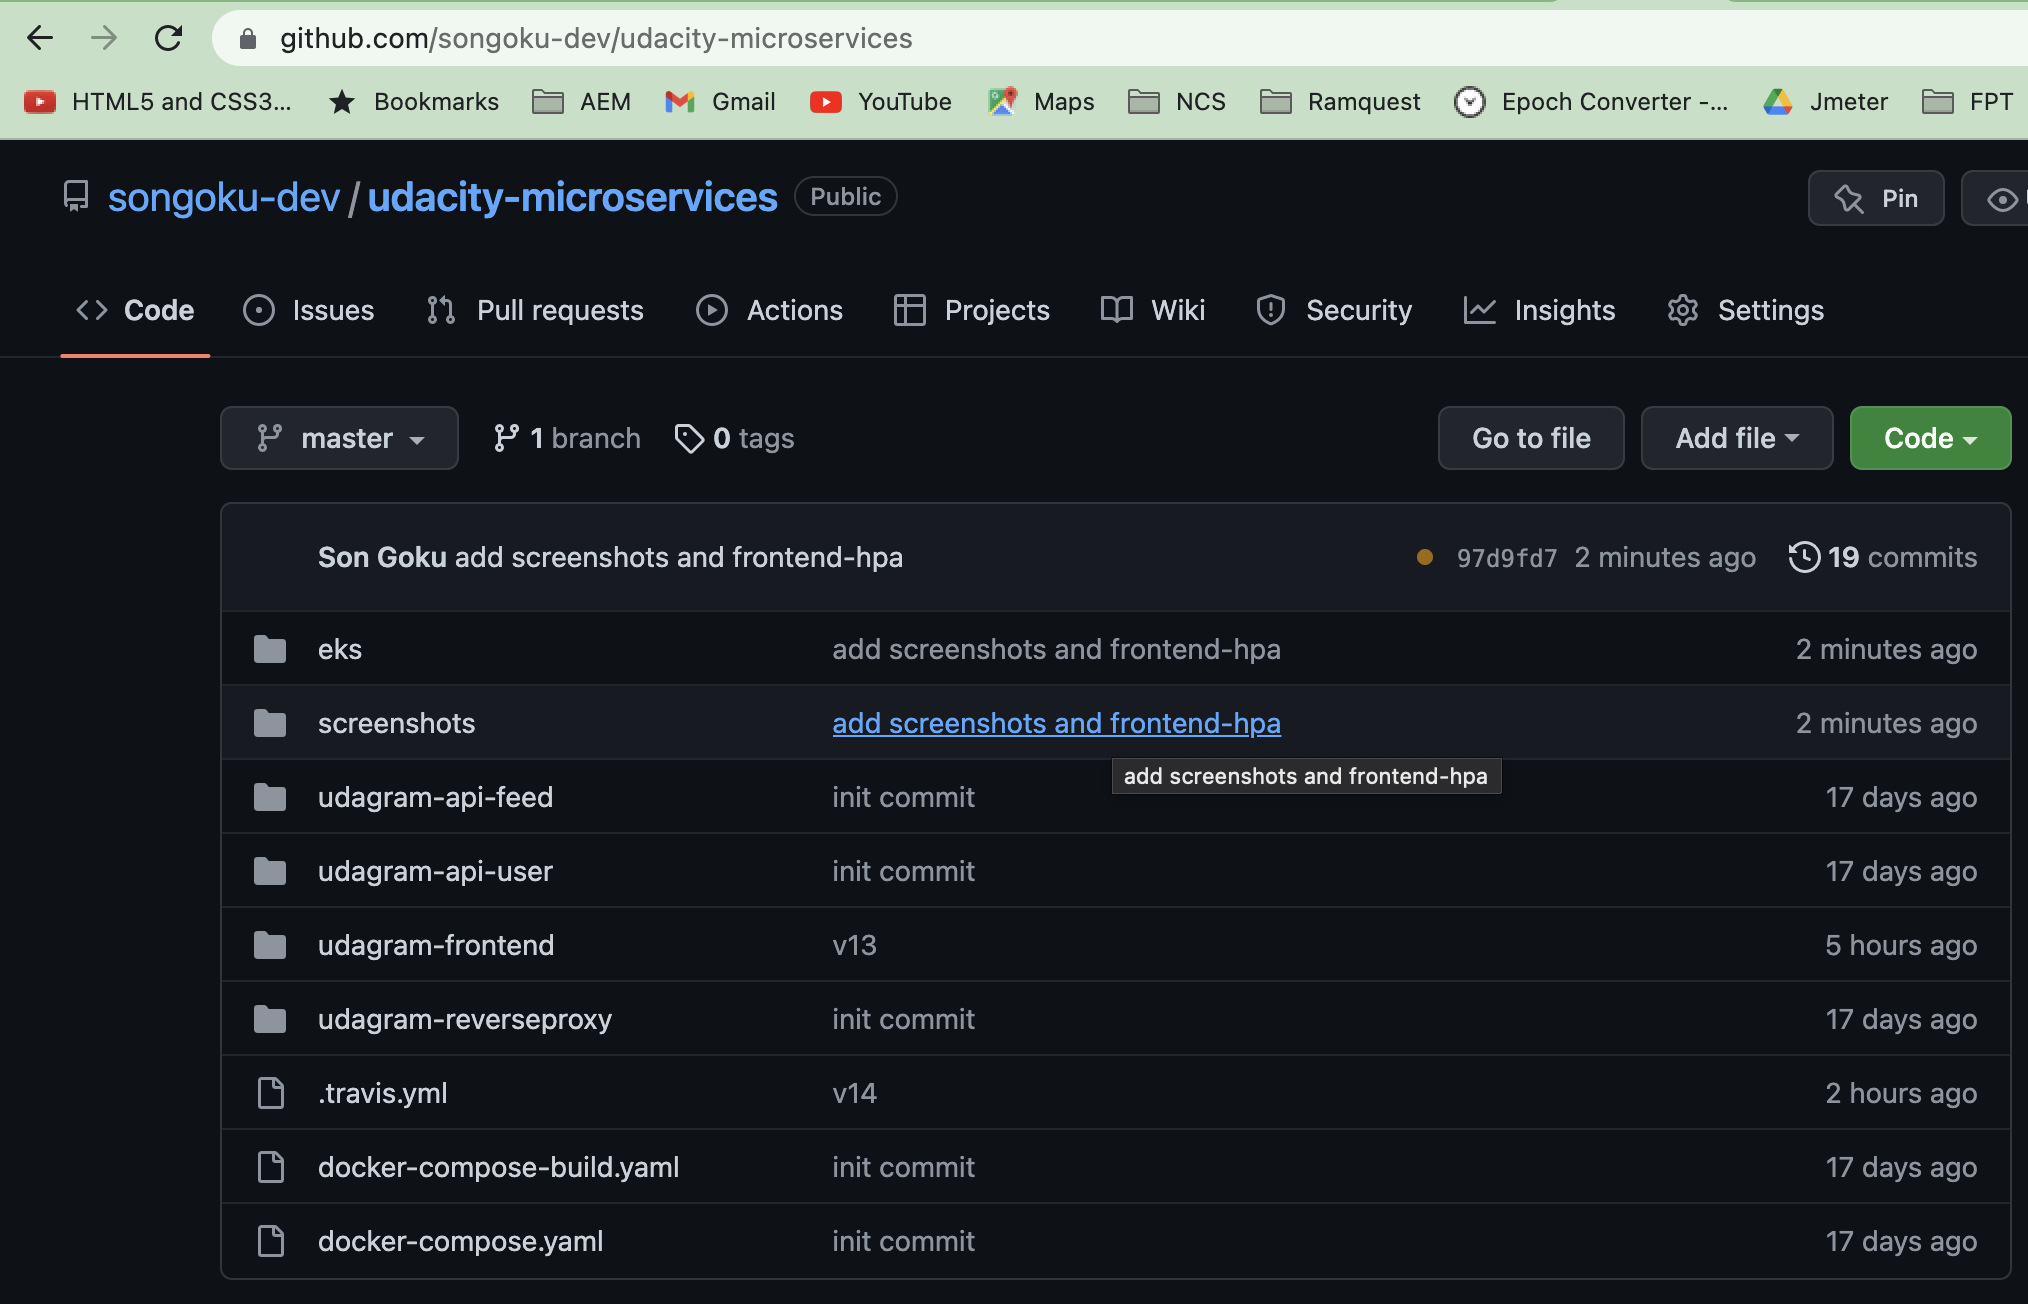 github.com/songoku-dev/udacity-microservices
HTML5 and CSS3... Bookmarks AEM Gmail YouTube Maps NCS Ramquest Epoch Converter -... Jmeter FPT
songoku-dev / udacity-microservices Public Pin
Code Issues Pull requests Actions Projects Wiki Security Insights Settings
master 1 branch 0 tags Go to file Add file Code
Son Goku add screenshots and frontend-hpa 97d9fd7 2 minutes ago 19 commits
eks add screenshots and frontend-hpa 2 minutes ago
screenshots add screenshots and frontend-hpa 2 minutes ago
add screenshots and frontend-hpa
udagram-api-feed init commit 17 days ago
udagram-api-user init commit 17 days ago
udagram-frontend v13 5 hours ago
udagram-reverseproxy init commit 17 days ago
.travis.yml v14 2 hours ago
docker-compose-build.yaml init commit 17 days ago
docker-compose.yaml init commit 17 days ago